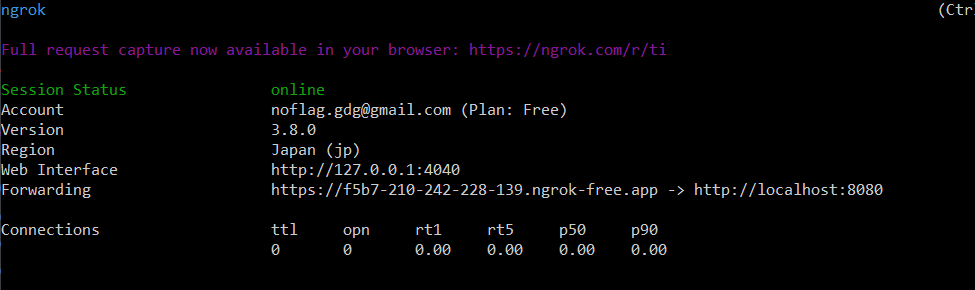 ngrok (Ctr
Full request capture now available in your browser: https://ngrok.com/r/ti
Session Status online
Account noflag.gdg@gmail.com (Plan: Free)
Version 3.8.0
Region Japan (jp)
Web Interface http://127.0.0.1:4040
Forwarding https://f5b7-210-242-228-139.ngrok-free.app -> http://localhost:8080
Connections ttl opn rt1 rt5 p50 p90
0 0 0.00 0.00 0.00 0.00